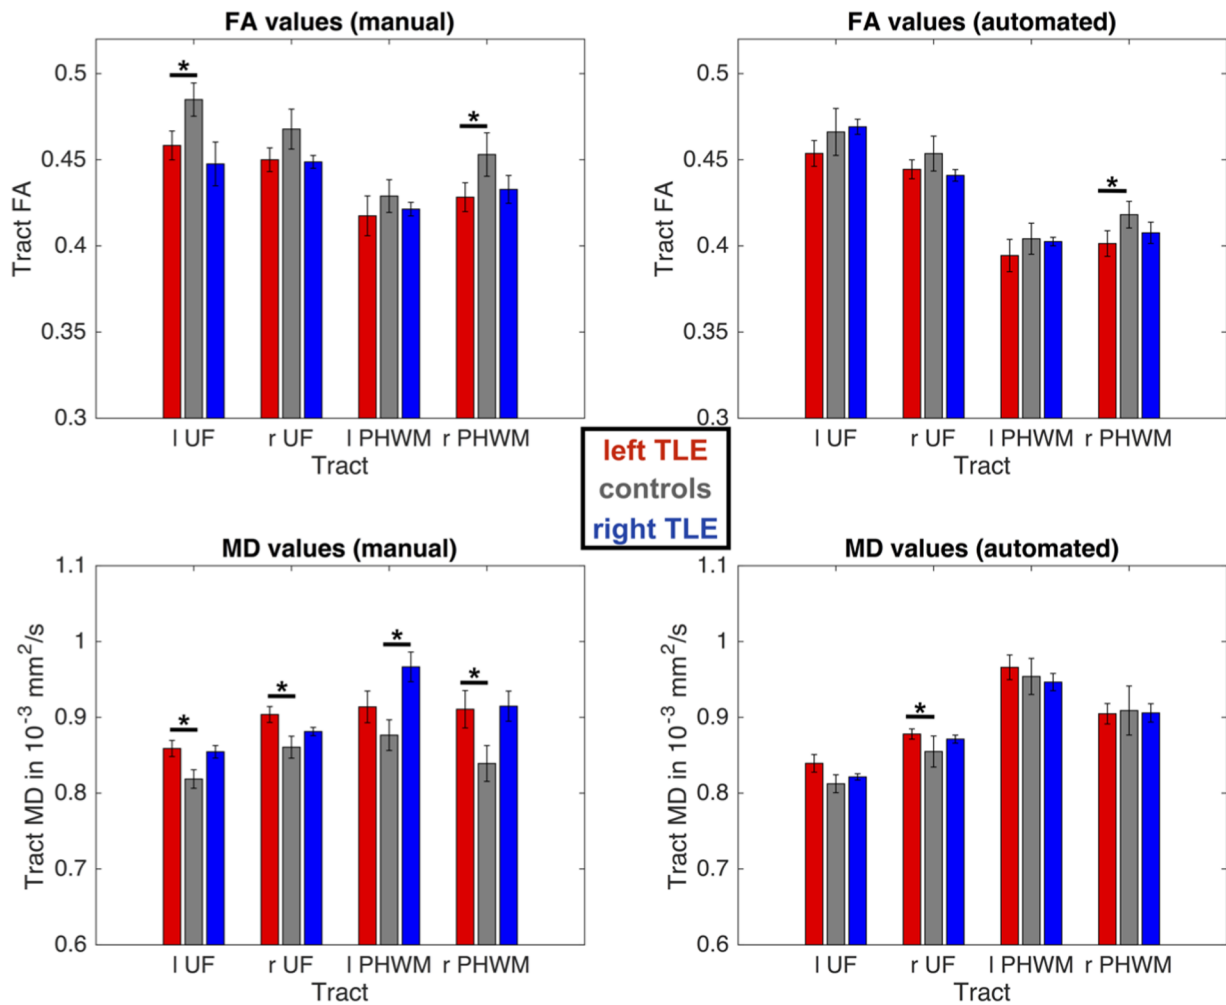 FA values (manual)
0.5
0.45
0.4
0.35
0.3
Tract FA
*
*
l UF
r UF
l PHWM
r PHWM
Tract
FA values (automated)
0.5
0.45
0.4
0.35
0.3
Tract FA
*
l UF
r UF
l PHWM
r PHWM
Tract
left TLE
controls
right TLE
MD values (manual)
1.1
1
0.9
0.8
0.7
0.6
Tract MD in 10⁻³ mm²/s
*
*
*
*
l UF
r UF
l PHWM
r PHWM
Tract
MD values (automated)
1.1
1
0.9
0.8
0.7
0.6
Tract MD in 10⁻³ mm²/s
*
l UF
r UF
l PHWM
r PHWM
Tract